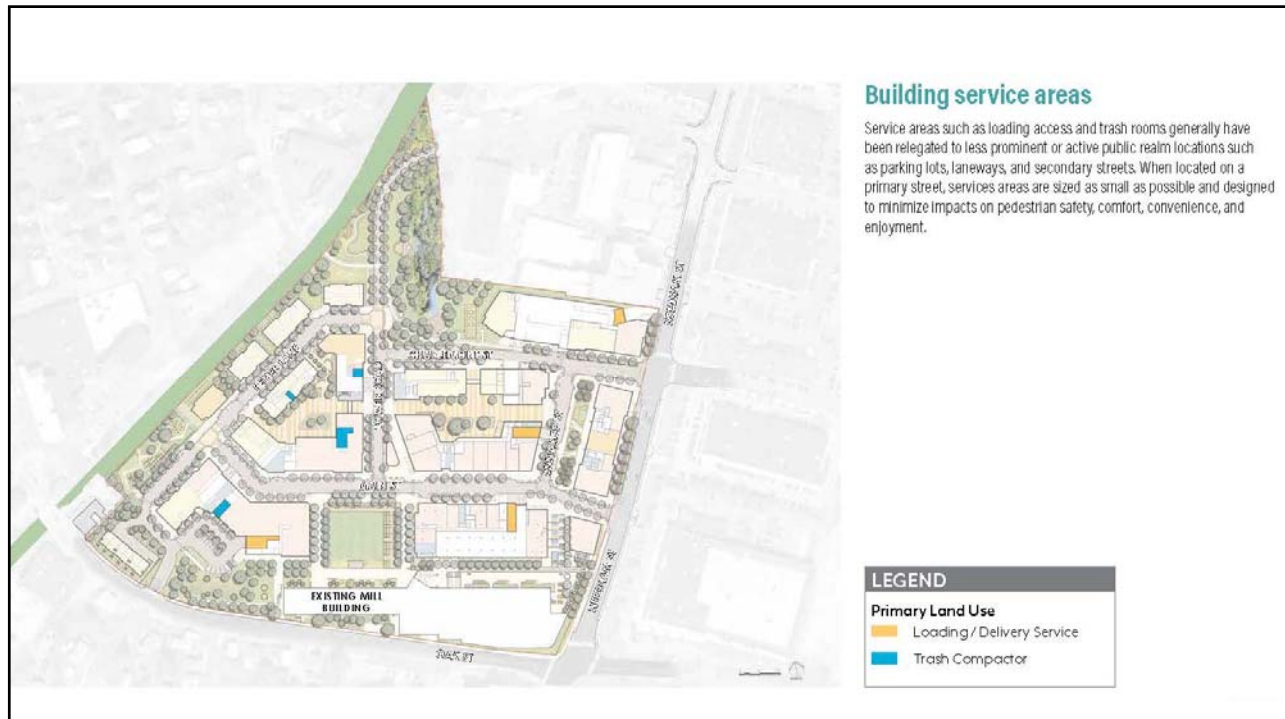 Building service areas
Service areas such as loading access and trash rooms generally have
been relegated to less prominent or active public realm locations such
as parking lots, laneways, and secondary streets. When located on a
primary street, services areas are sized as small as possible and designed
to minimize impacts on pedestrian safety, comfort, convenience, and
enjoyment.
EXISTING MILL
BUILDING
OAK ST
LEGEND
Primary Land Use
Loading / Delivery Service
Trash Compactor